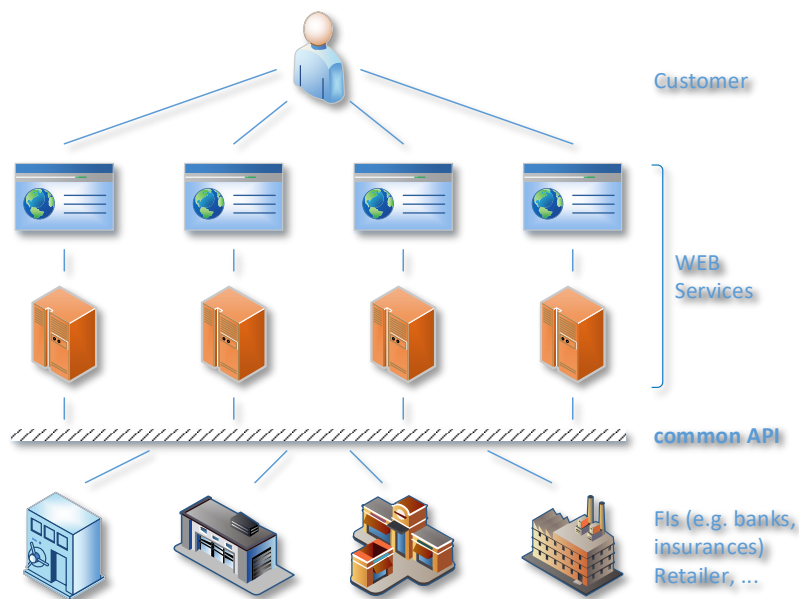 Customer
WEB
Services
common API
FIs (e.g. banks,
insurances)
Retailer, ...